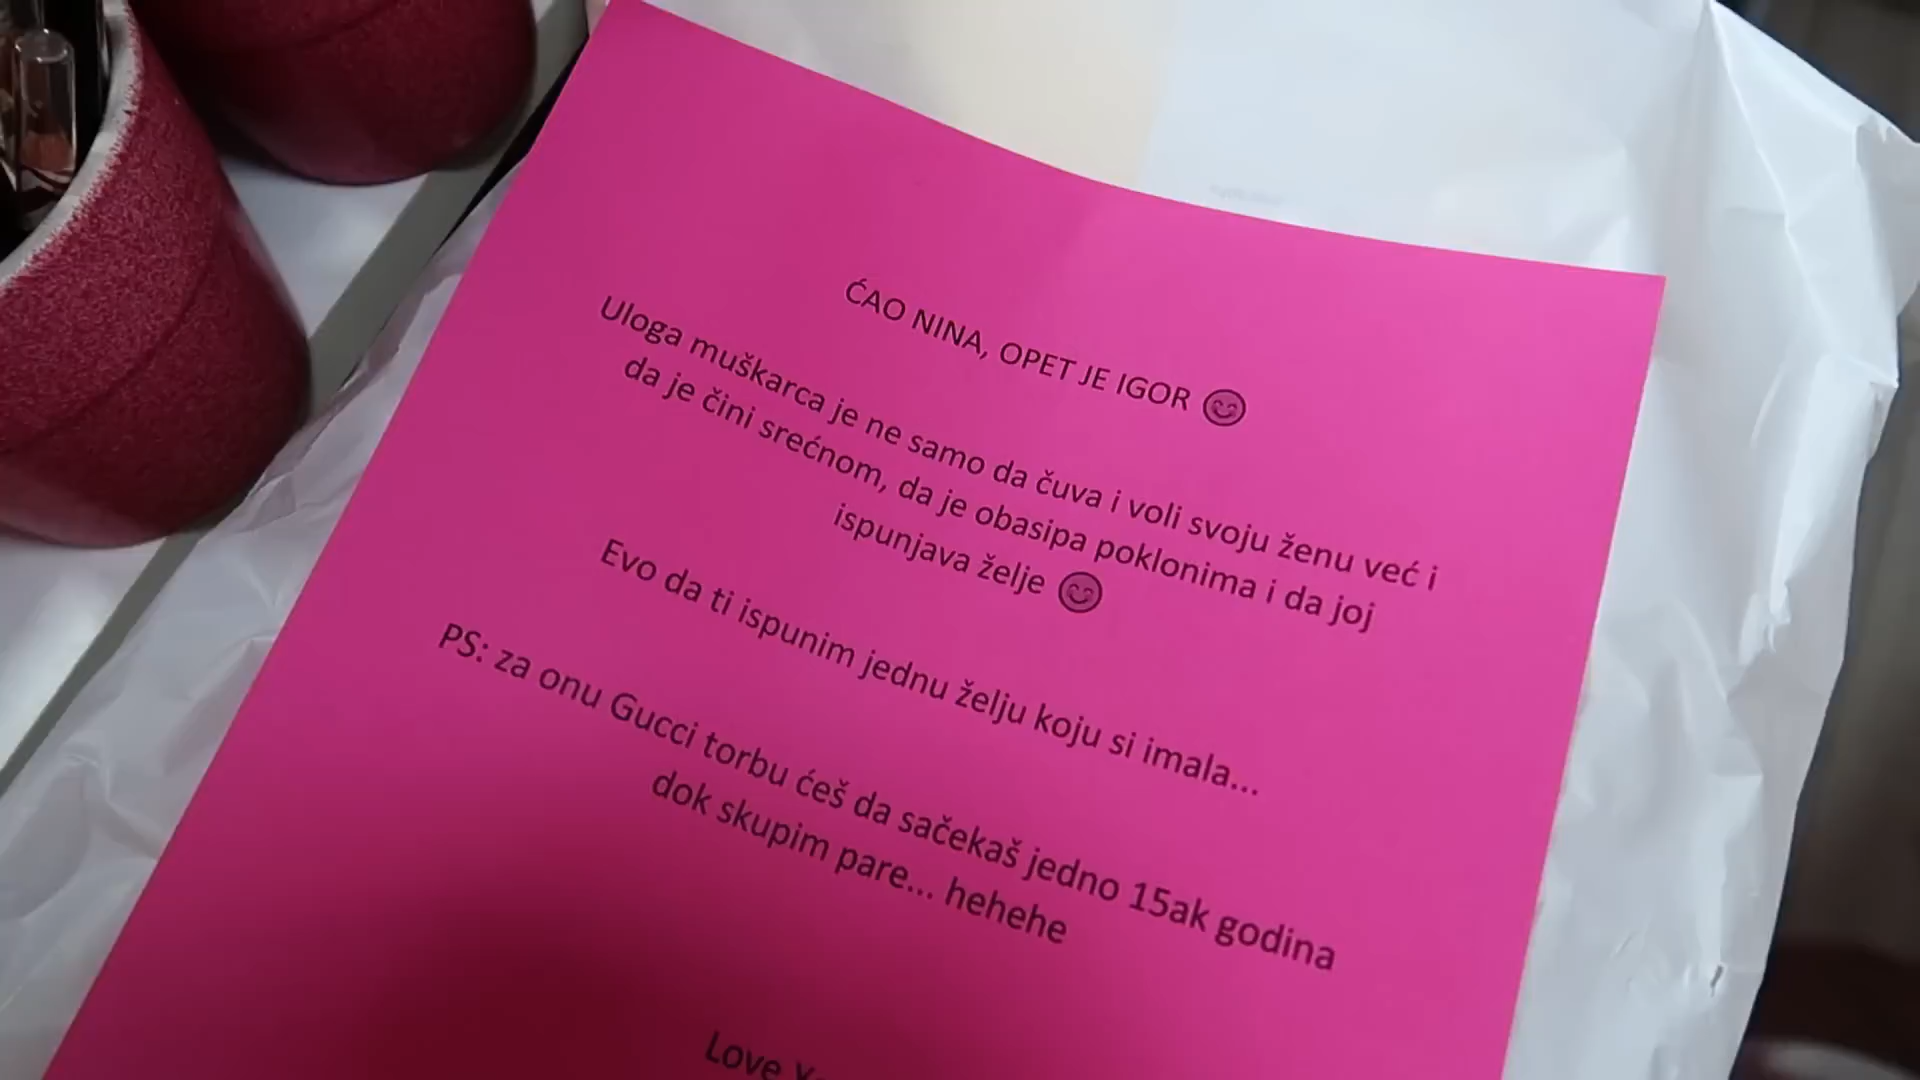 ĆAO NINA, OPET JE IGOR 😊
Uloga muškarca je ne samo da čuva i voli svoju ženu već i
da je čini srećnom, da je obasipa poklonima i da joj
ispunjava želje 😊
Evo da ti ispunim jednu želju koju si imala...
PS: za onu Gucci torbu ćeš da sačekaš jedno 15ak godina
dok skupim pare... hehehe
Love